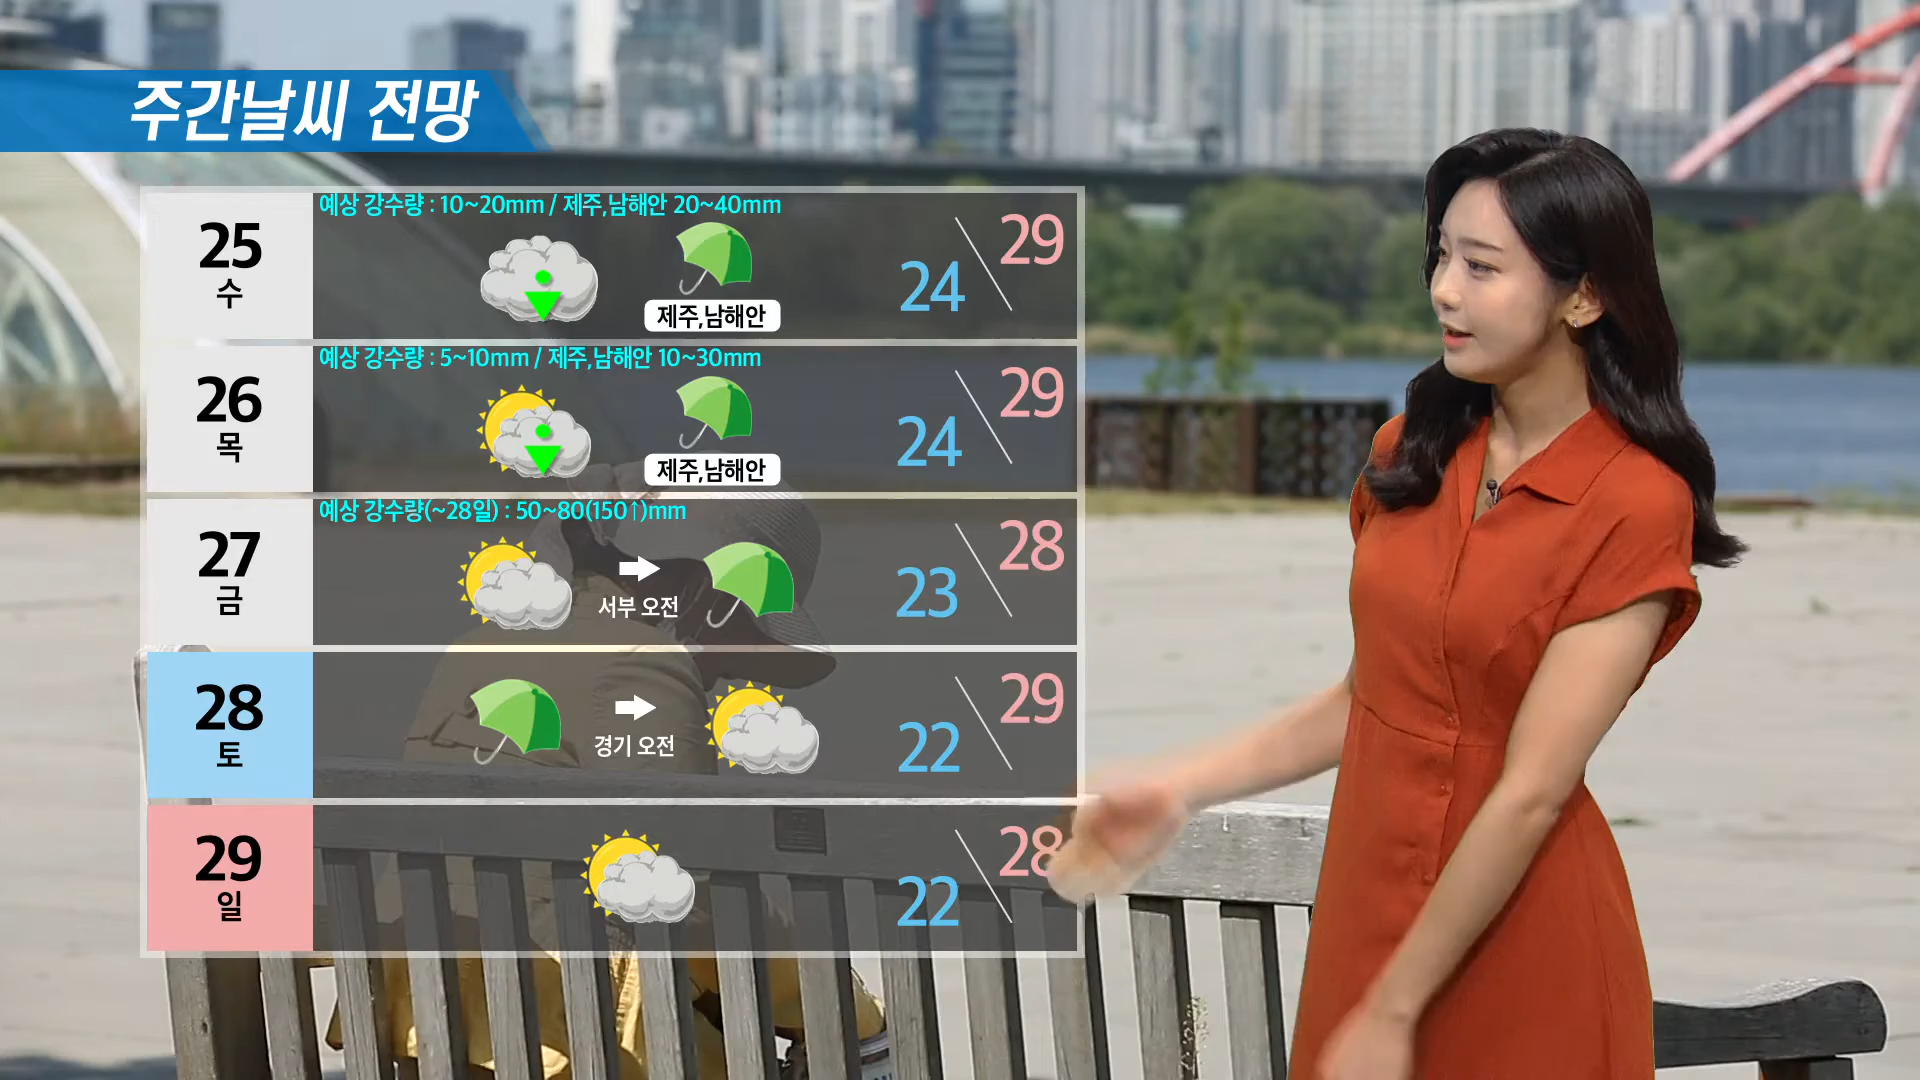 주간날씨 전망
예상 강수량 : 10~20mm / 제주,남해안 20~40mm
25
수
제주,남해안
24
29
예상 강수량 : 5~10mm / 제주,남해안 10~30mm
26
목
제주,남해안
24
29
예상 강수량(~28일) : 50~80(150↑)mm
27
금
서부 오전
23
28
28
토
경기 오전
22
29
29
일
22
28